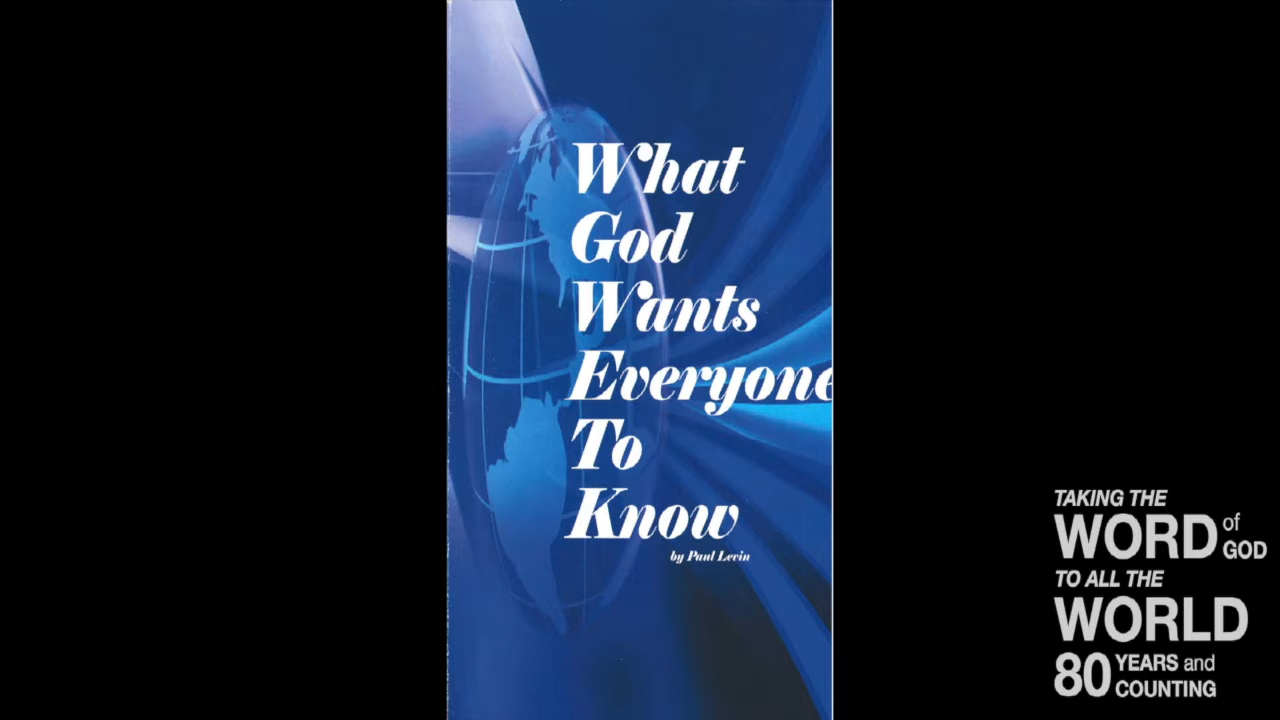 What
God
Wants
Everyone
To
Know
by Paul Levin
TAKING THE
WORD of GOD
TO ALL THE
WORLD
80 YEARS and
COUNTING